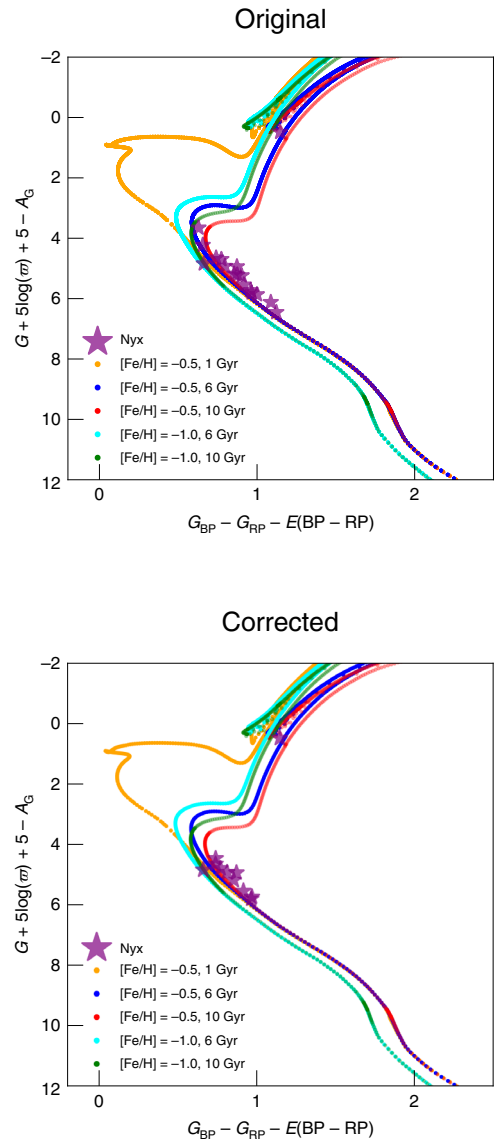 Original
−2
0
2
4
6
8
10
12
G + 5log(ϖ) + 5 − A_G
Nyx
[Fe/H] = −0.5, 1 Gyr
[Fe/H] = −0.5, 6 Gyr
[Fe/H] = −0.5, 10 Gyr
[Fe/H] = −1.0, 6 Gyr
[Fe/H] = −1.0, 10 Gyr
0 1 2
G_BP − G_RP − E(BP − RP)
Corrected
−2
0
2
4
6
8
10
12
G + 5log(ϖ) + 5 − A_G
Nyx
[Fe/H] = −0.5, 1 Gyr
[Fe/H] = −0.5, 6 Gyr
[Fe/H] = −0.5, 10 Gyr
[Fe/H] = −1.0, 6 Gyr
[Fe/H] = −1.0, 10 Gyr
0 1 2
G_BP − G_RP − E(BP − RP)